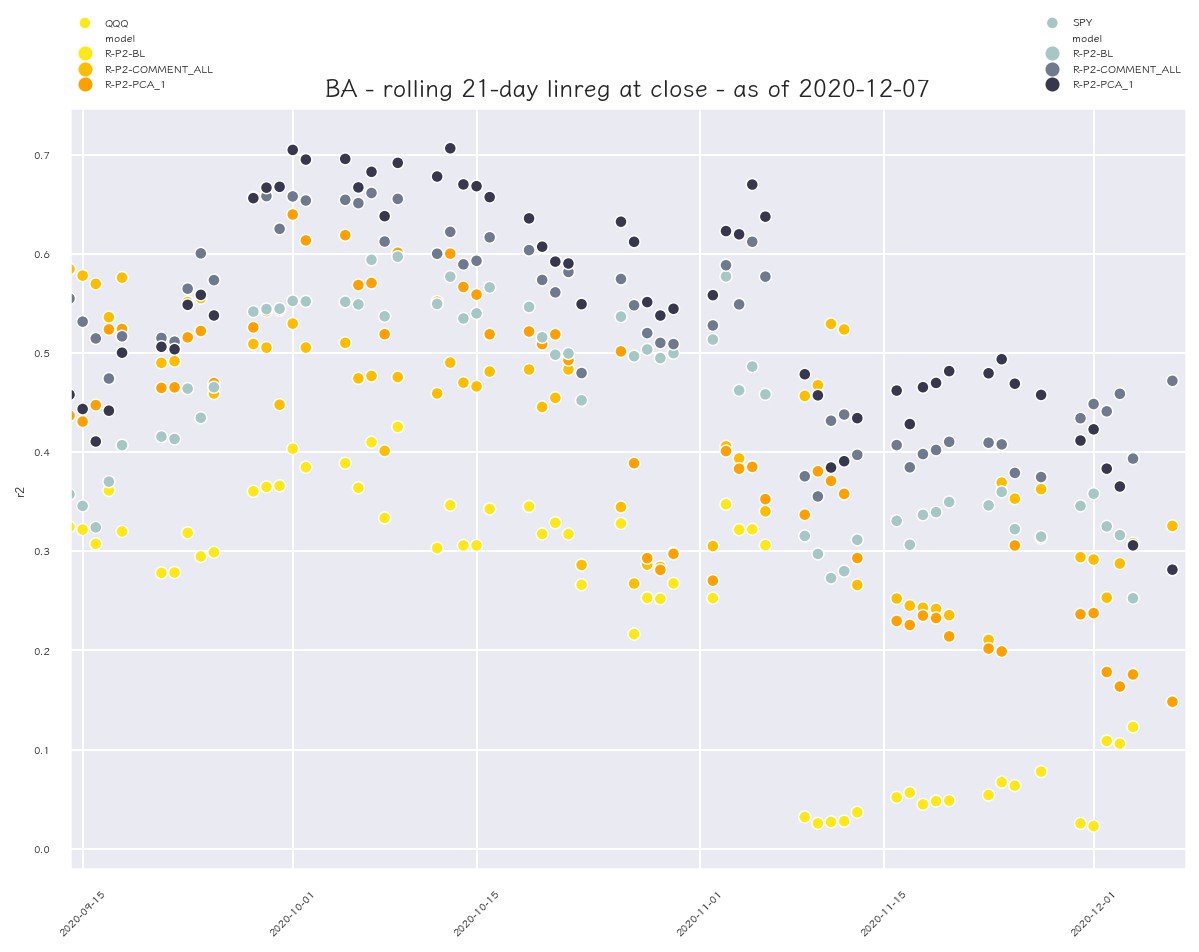 QQQ
model
R-P2-BL
R-P2-COMMENT_ALL
R-P2-PCA_1
SPY
model
R-P2-BL
R-P2-COMMENT_ALL
R-P2-PCA_1
BA - rolling 21-day linreg at close - as of 2020-12-07
r2
0.7
0.6
0.5
0.4
0.3
0.2
0.1
0.0
2020-09-15
2020-10-01
2020-10-15
2020-11-01
2020-11-15
2020-12-01